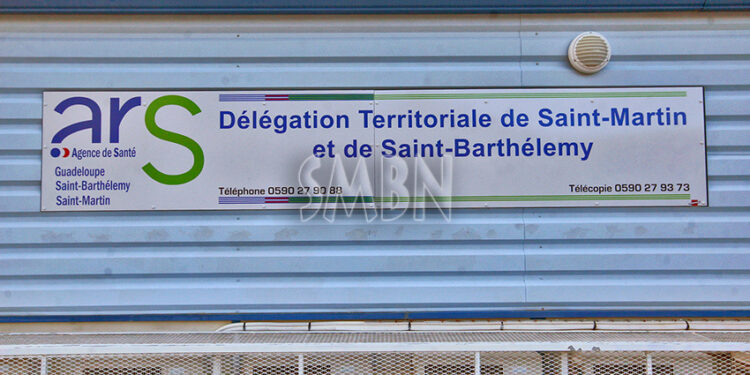 ars
Agence de Santé
Guadeloupe
Saint-Barthélemy
Saint-Martin
Délégation Territoriale de Saint-Martin
et de Saint-Barthélemy
Téléphone 0590 27 90 88
Télécopie 0590 27 93 73
SMBN